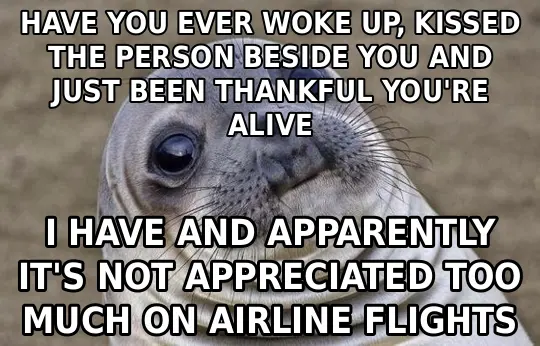 HAVE YOU EVER WOKE UP, KISSED
THE PERSON BESIDE YOU AND
JUST BEEN THANKFUL YOU'RE
ALIVE
I HAVE AND APPARENTLY
IT'S NOT APPRECIATED TOO
MUCH ON AIRLINE FLIGHTS